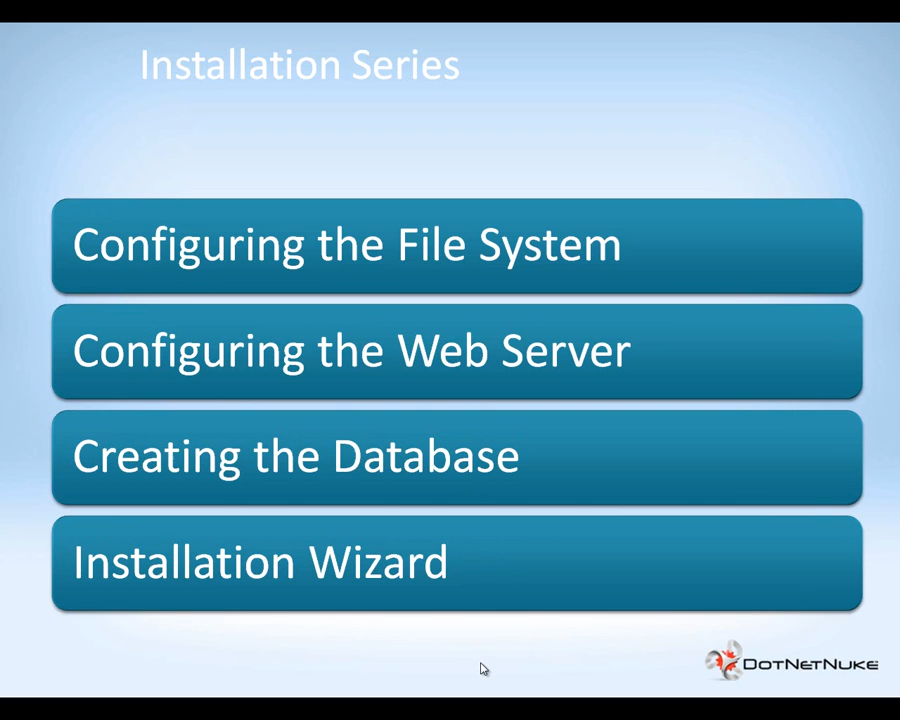 Installation Series
Configuring the File System
Configuring the Web Server
Creating the Database
Installation Wizard
DOTNETNUKE